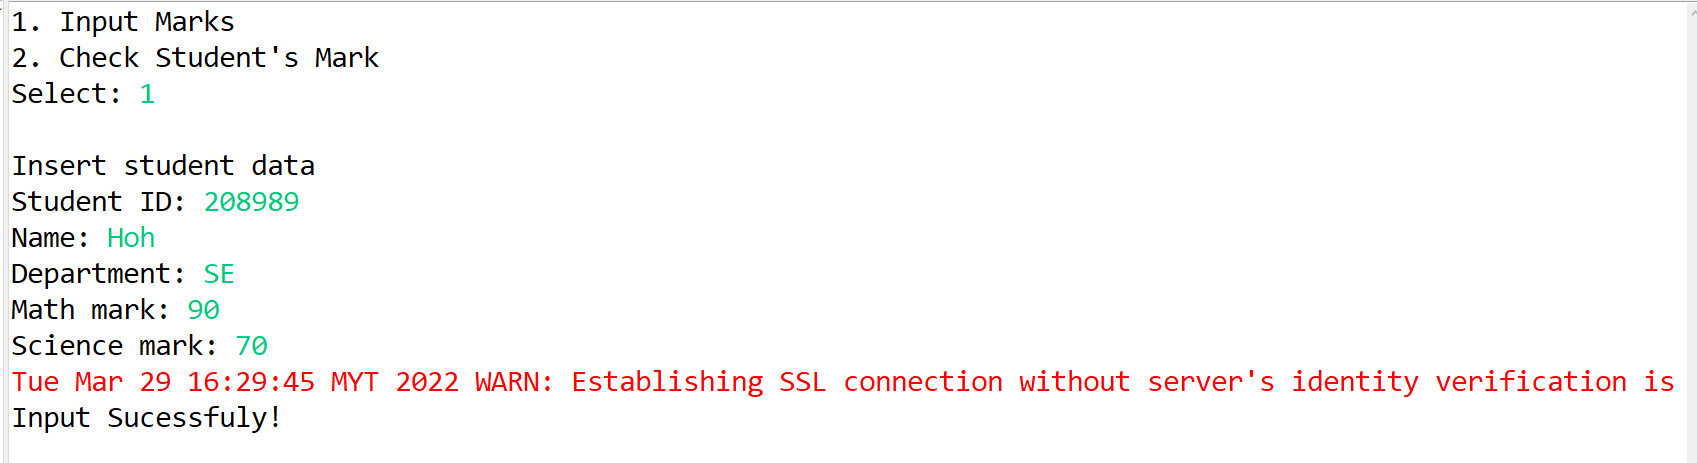 1. Input Marks
2. Check Student's Mark
Select: 1
Insert student data
Student ID: 208989
Name: Hoh
Department: SE
Math mark: 90
Science mark: 70
Tue Mar 29 16:29:45 MYT 2022 WARN: Establishing SSL connection without server's identity verification is
Input Sucessfuly!